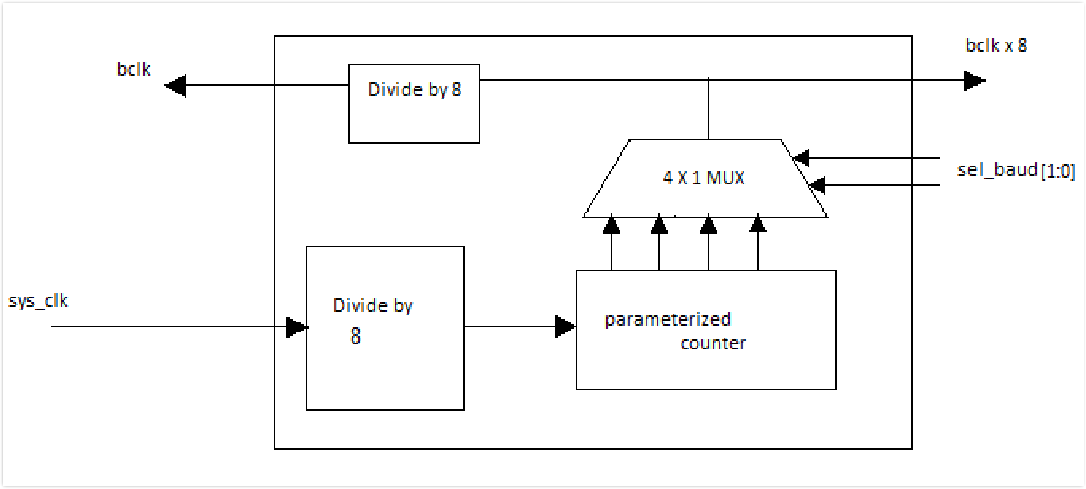 bclk
Divide by 8
bclk x 8
4 X 1 MUX
sel_baud[1:0]
sys_clk
Divide by
8
parameterized
counter